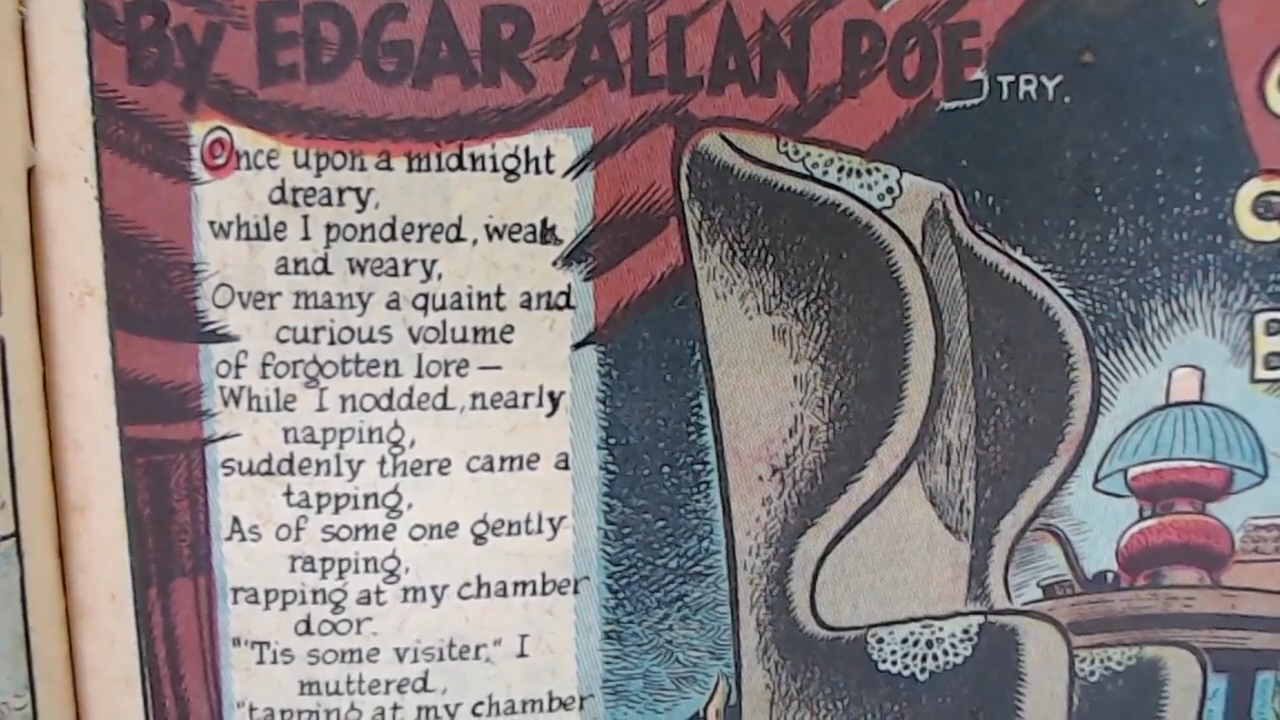 By EDGAR ALLAN POE
TRY.
Once upon a midnight
dreary,
while I pondered, weak
and weary,
Over many a quaint and
curious volume
of forgotten lore —
While I nodded, nearly
napping,
suddenly there came a
tapping,
As of some one gently
rapping,
rapping at my chamber
door.
"'Tis some visiter," I
muttered,
"tapping at my chamber